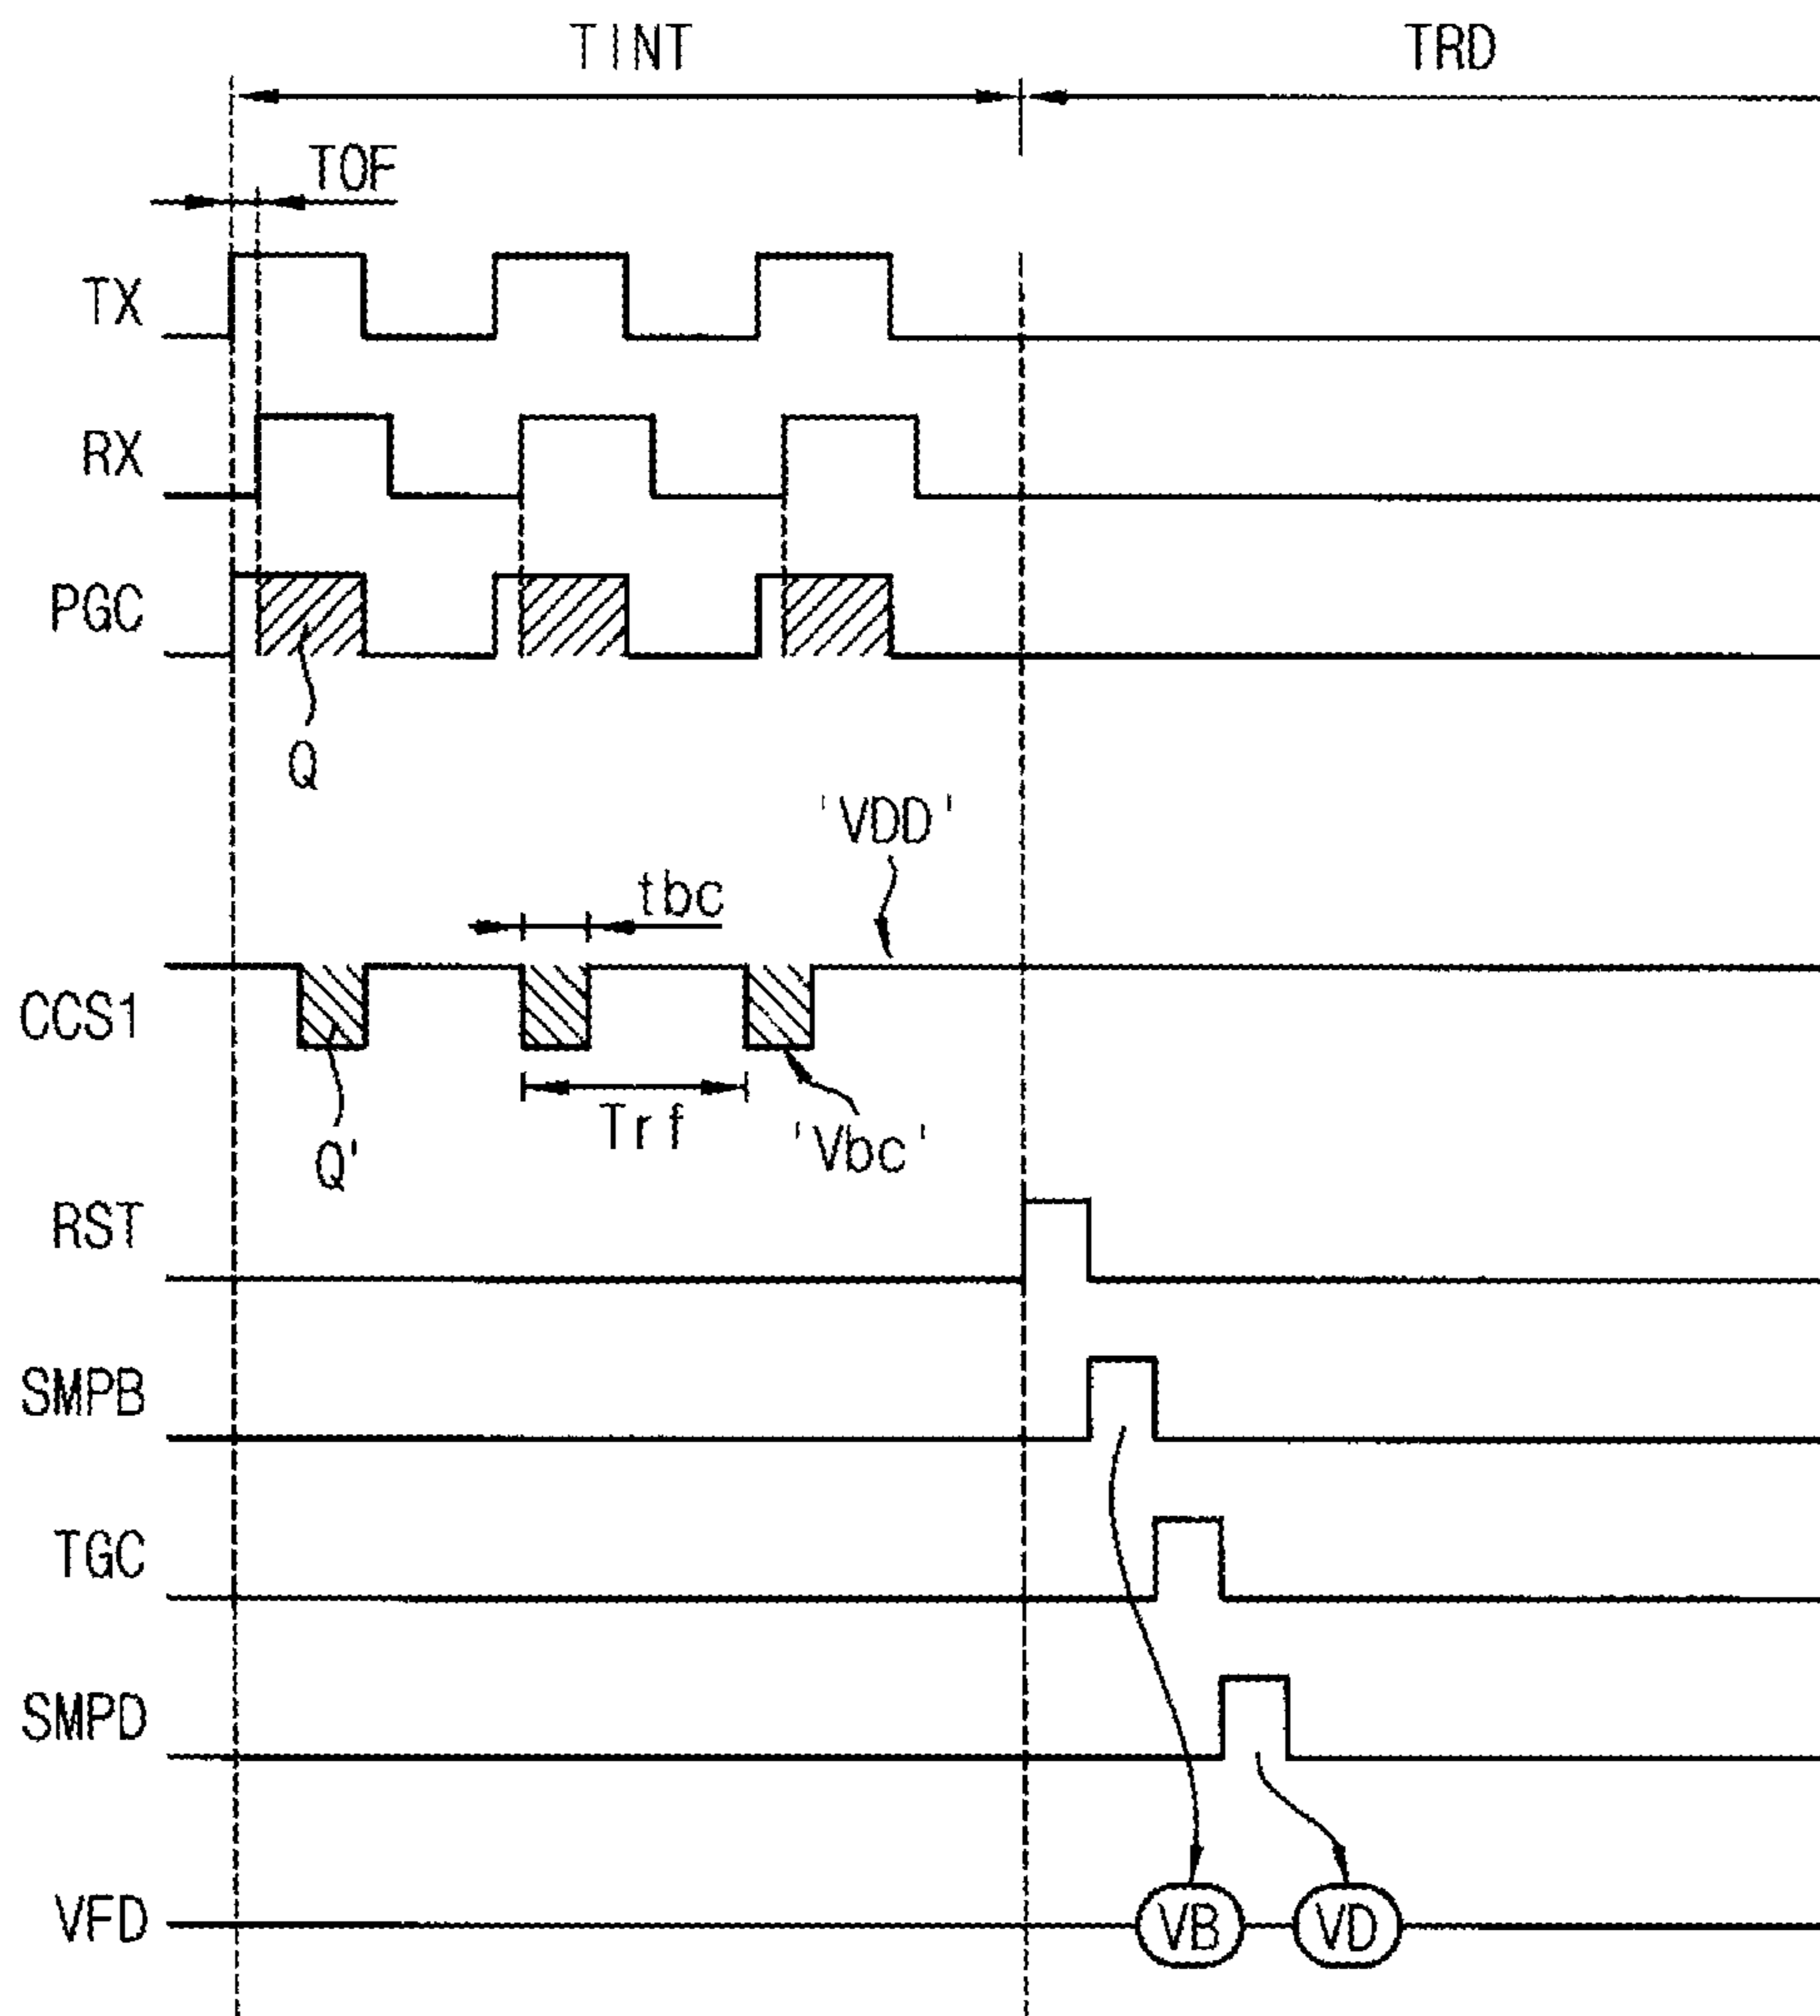 TINT TRD
TOF
TX
RX
PGC
Q
'VDD'
tbc
CCS1
Trf
'Vbc'
Q'
RST
SMPB
TGC
SMPD
VFD VB VD